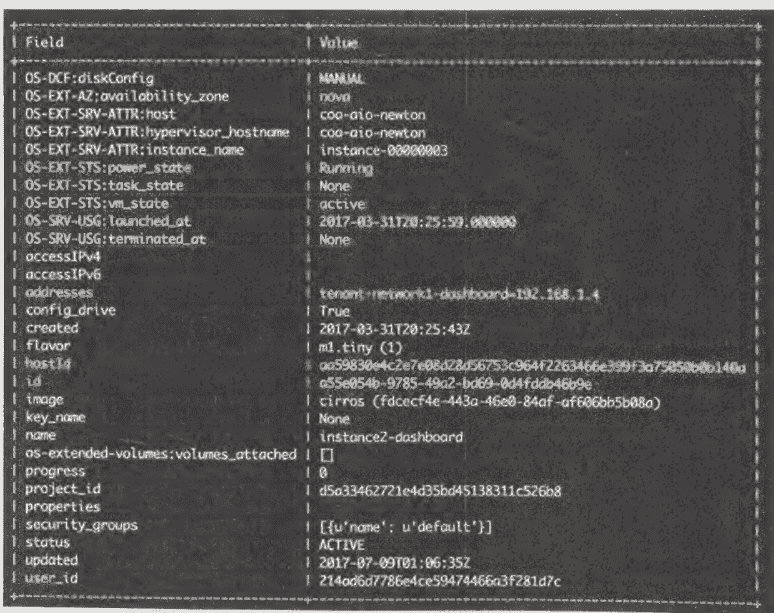 Field | Value
OS-DCF:diskConfig | MANUAL
OS-EXT-AZ:availability_zone | nova
OS-EXT-SRV-ATTR:host | coa-aio-newton
OS-EXT-SRV-ATTR:hypervisor_hostname | coa-aio-newton
OS-EXT-SRV-ATTR:instance_name | instance-00000003
OS-EXT-STS:power_state | Running
OS-EXT-STS:task_state | None
OS-EXT-STS:vm_state | active
OS-SRV-USG:launched_at | 2017-03-31T20:25:59.000000
OS-SRV-USG:terminated_at | None
accessIPv4 |
accessIPv6 |
addresses | tenant-network1-dashboard=192.168.1.4
config_drive | True
created | 2017-03-31T20:25:43Z
flavor | m1.tiny (1)
hostId | aa59830e4c2e7e08d28d56753c964f2263466e399f3a75050b0b140a
id | a55e054b-9785-49a2-bd69-0d4fddb46b9e
image | cirros (fdcecf4e-443a-46e0-84af-af606bb5b08a)
key_name | None
name | instance2-dashboard
os-extended-volumes:volumes_attached | []
progress | 0
project_id | d5a33462721e4d35bd45138311c526b8
properties |
security_groups | [{u'name': u'default'}]
status | ACTIVE
updated | 2017-07-09T01:06:35Z
user_id | 214ad6d7786e4ce59474466a3f281d7c